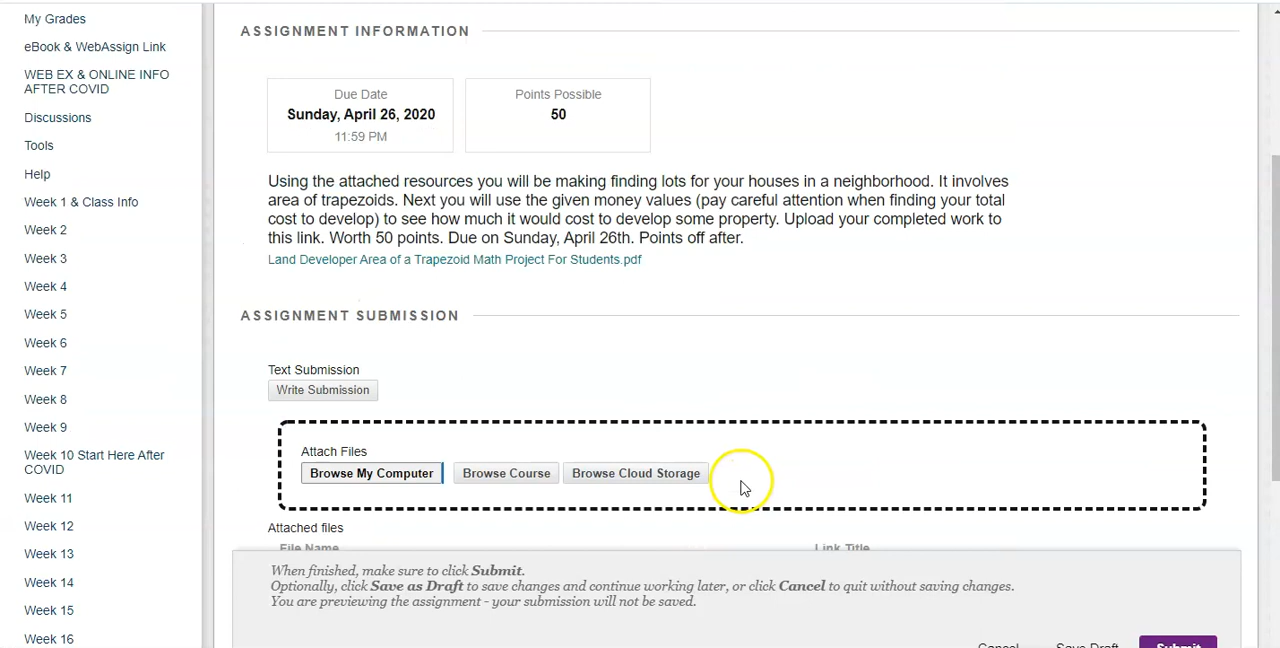 My Grades
eBook & WebAssign Link
WEB EX & ONLINE INFO
AFTER COVID
Discussions
Tools
Help
Week 1 & Class Info
Week 2
Week 3
Week 4
Week 5
Week 6
Week 7
Week 8
Week 9
Week 10 Start Here After
COVID
Week 11
Week 12
Week 13
Week 14
Week 15
Week 16
ASSIGNMENT INFORMATION
Due Date
Sunday, April 26, 2020
11:59 PM
Points Possible
50
Using the attached resources you will be making finding lots for your houses in a neighborhood. It involves
area of trapezoids. Next you will use the given money values (pay careful attention when finding your total
cost to develop) to see how much it would cost to develop some property. Upload your completed work to
this link. Worth 50 points. Due on Sunday, April 26th. Points off after.
Land Developer Area of a Trapezoid Math Project For Students.pdf
ASSIGNMENT SUBMISSION
Text Submission
Write Submission
Attach Files
Browse My Computer Browse Course Browse Cloud Storage
Attached files
File Name Link Title
When finished, make sure to click Submit.
Optionally, click Save as Draft to save changes and continue working later, or click Cancel to quit without saving changes.
You are previewing the assignment - your submission will not be saved.
Cancel Save Draft Submit